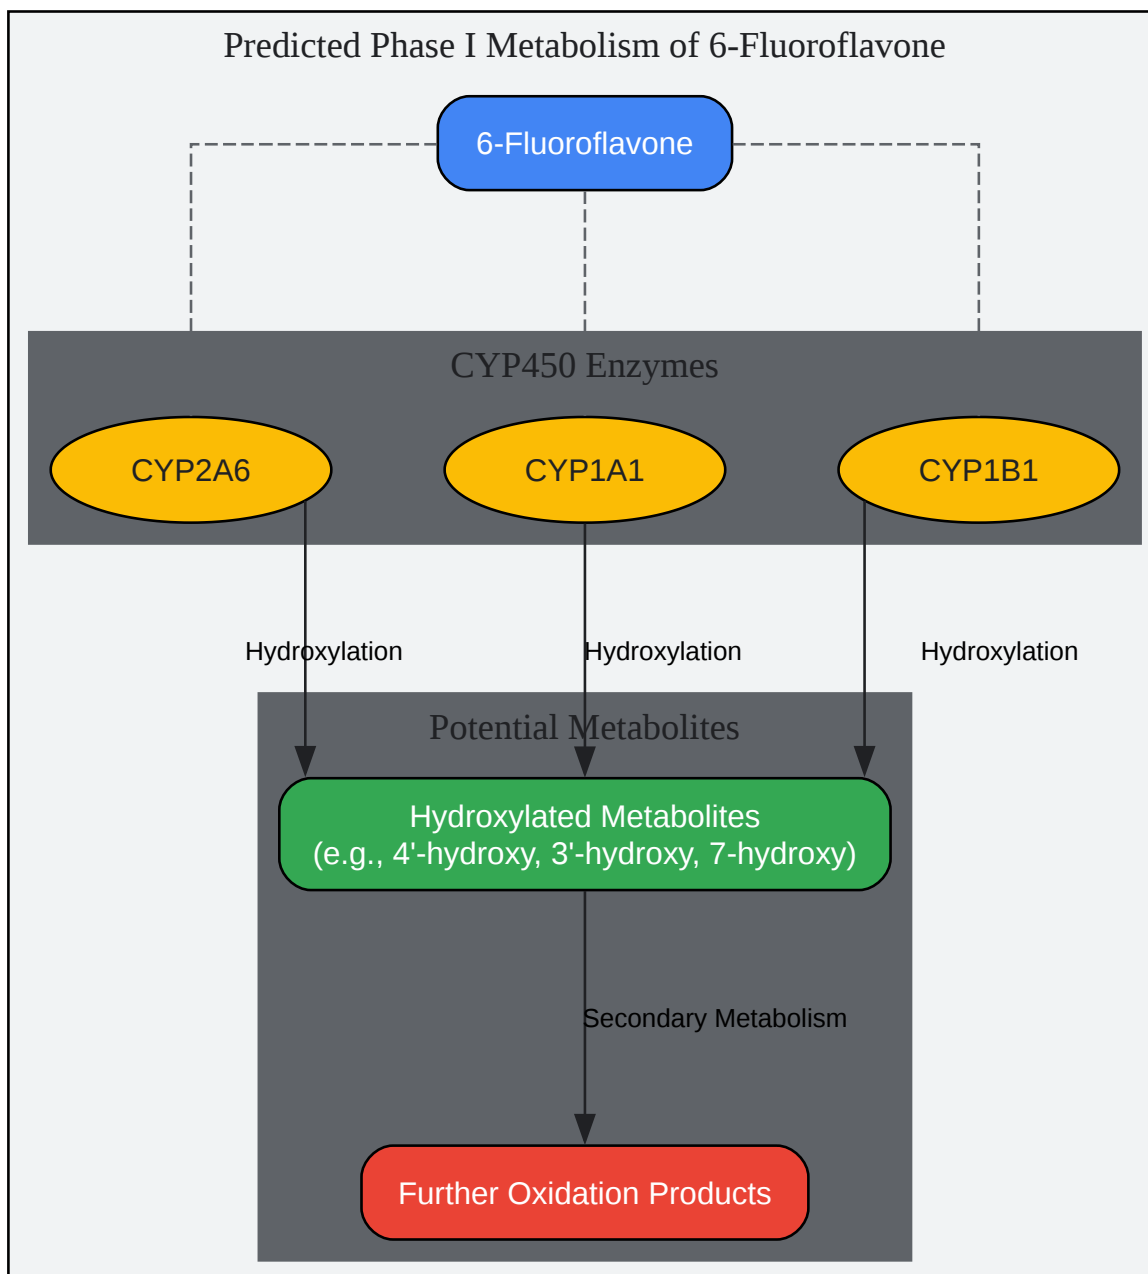 Predicted Phase I Metabolism of 6-Fluoroflavone
6-Fluoroflavone
CYP450 Enzymes
CYP2A6
CYP1A1
CYP1B1
Hydroxylation
Hydroxylation
Hydroxylation
Potential Metabolites
Hydroxylated Metabolites
(e.g., 4'-hydroxy, 3'-hydroxy, 7-hydroxy)
Secondary Metabolism
Further Oxidation Products